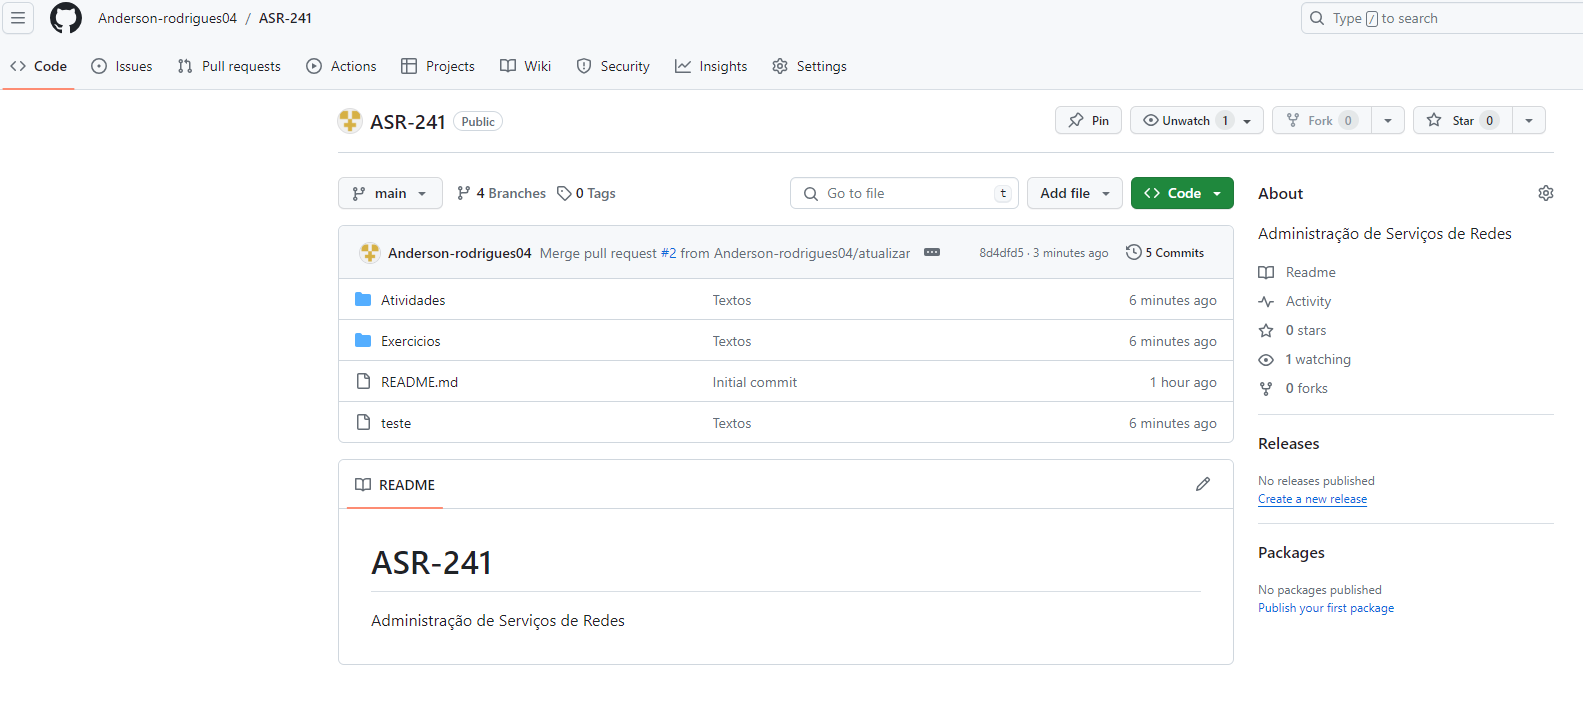 Anderson-rodrigues04 / ASR-241
Type / to search
Code Issues Pull requests Actions Projects Wiki Security Insights Settings
ASR-241 Public
Pin Unwatch 1 Fork 0 Star 0
main 4 Branches 0 Tags Go to file t Add file Code
Anderson-rodrigues04 Merge pull request #2 from Anderson-rodrigues04/atualizar 8d4dfd5 · 3 minutes ago 5 Commits
Atividades Textos 6 minutes ago
Exercicios Textos 6 minutes ago
README.md Initial commit 1 hour ago
teste Textos 6 minutes ago
README
ASR-241
Administração de Serviços de Redes
About
Administração de Serviços de Redes
Readme
Activity
0 stars
1 watching
0 forks
Releases
No releases published
Create a new release
Packages
No packages published
Publish your first package